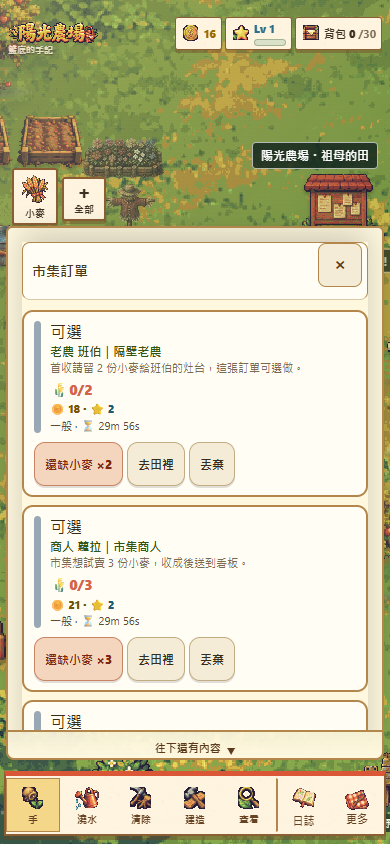 陽光農場
籃底的手記
16
Lv 1
背包 0 /30
陽光農場・祖母的田
小麥
+
全部
市集訂單
×
可選
老農 班伯 | 隔壁老農
首收請留 2 份小麥給班伯的灶台，這張訂單可選做。
0/2
18 · 2
一般 · 29m 56s
還缺小麥 ×2
去田裡
丟棄
可選
商人 蘿拉 | 市集商人
市集想試賣 3 份小麥，收成後送到看板。
0/3
21 · 2
一般 · 29m 56s
還缺小麥 ×3
去田裡
丟棄
可選
往下還有內容 ▼
手
澆水
清除
建造
查看
日誌
更多